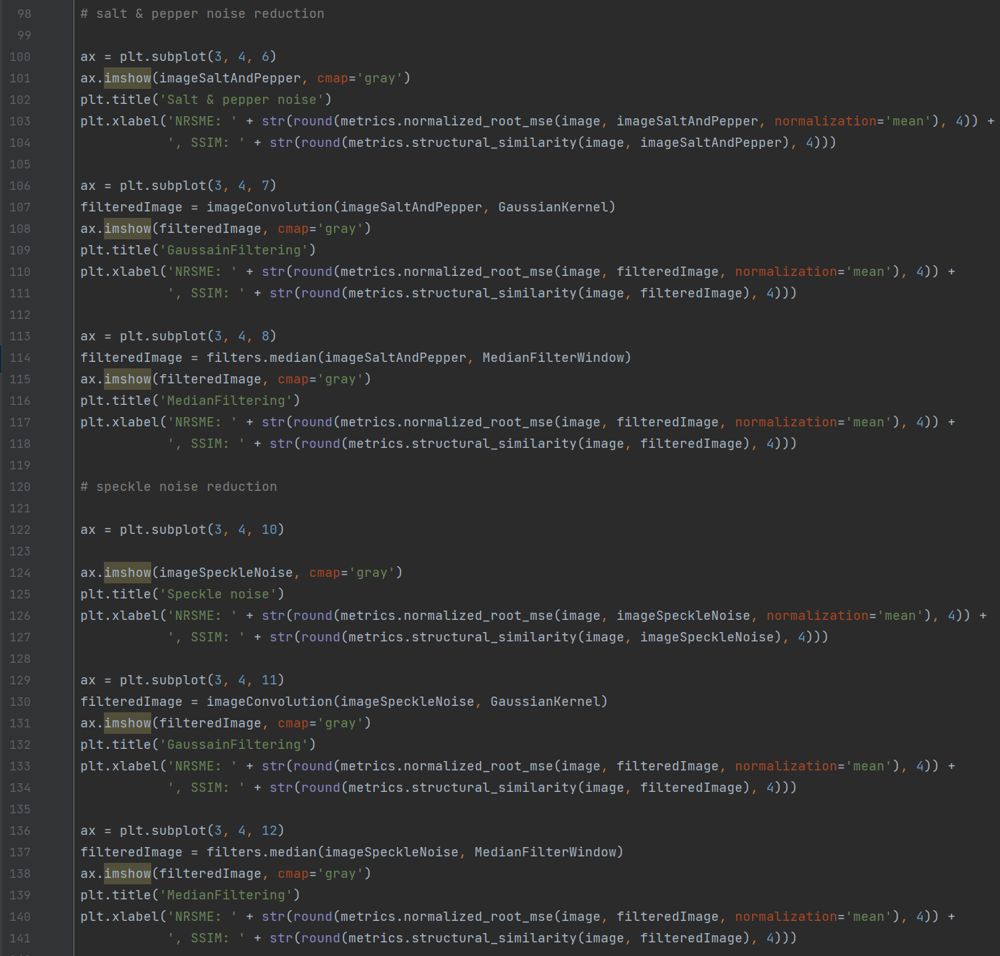 98 # salt & pepper noise reduction
99
100 ax = plt.subplot(3, 4, 6)
101 ax.imshow(imageSaltAndPepper, cmap='gray')
102 plt.title('Salt & pepper noise')
103 plt.xlabel('NRSME: ' + str(round(metrics.normalized_root_mse(image, imageSaltAndPepper, normalization='mean'), 4)) +
104            ', SSIM: ' + str(round(metrics.structural_similarity(image, imageSaltAndPepper), 4)))
105
106 ax = plt.subplot(3, 4, 7)
107 filteredImage = imageConvolution(imageSaltAndPepper, GaussianKernel)
108 ax.imshow(filteredImage, cmap='gray')
109 plt.title('GaussainFiltering')
110 plt.xlabel('NRSME: ' + str(round(metrics.normalized_root_mse(image, filteredImage, normalization='mean'), 4)) +
111            ', SSIM: ' + str(round(metrics.structural_similarity(image, filteredImage), 4)))
112
113 ax = plt.subplot(3, 4, 8)
114 filteredImage = filters.median(imageSaltAndPepper, MedianFilterWindow)
115 ax.imshow(filteredImage, cmap='gray')
116 plt.title('MedianFiltering')
117 plt.xlabel('NRSME: ' + str(round(metrics.normalized_root_mse(image, filteredImage, normalization='mean'), 4)) +
118            ', SSIM: ' + str(round(metrics.structural_similarity(image, filteredImage), 4)))
119
120 # speckle noise reduction
121
122 ax = plt.subplot(3, 4, 10)
123
124 ax.imshow(imageSpeckleNoise, cmap='gray')
125 plt.title('Speckle noise')
126 plt.xlabel('NRSME: ' + str(round(metrics.normalized_root_mse(image, imageSpeckleNoise, normalization='mean'), 4)) +
127            ', SSIM: ' + str(round(metrics.structural_similarity(image, imageSpeckleNoise), 4)))
128
129 ax = plt.subplot(3, 4, 11)
130 filteredImage = imageConvolution(imageSpeckleNoise, GaussianKernel)
131 ax.imshow(filteredImage, cmap='gray')
132 plt.title('GaussainFiltering')
133 plt.xlabel('NRSME: ' + str(round(metrics.normalized_root_mse(image, filteredImage, normalization='mean'), 4)) +
134            ', SSIM: ' + str(round(metrics.structural_similarity(image, filteredImage), 4)))
135
136 ax = plt.subplot(3, 4, 12)
137 filteredImage = filters.median(imageSpeckleNoise, MedianFilterWindow)
138 ax.imshow(filteredImage, cmap='gray')
139 plt.title('MedianFiltering')
140 plt.xlabel('NRSME: ' + str(round(metrics.normalized_root_mse(image, filteredImage, normalization='mean'), 4)) +
141            ', SSIM: ' + str(round(metrics.structural_similarity(image, filteredImage), 4)))